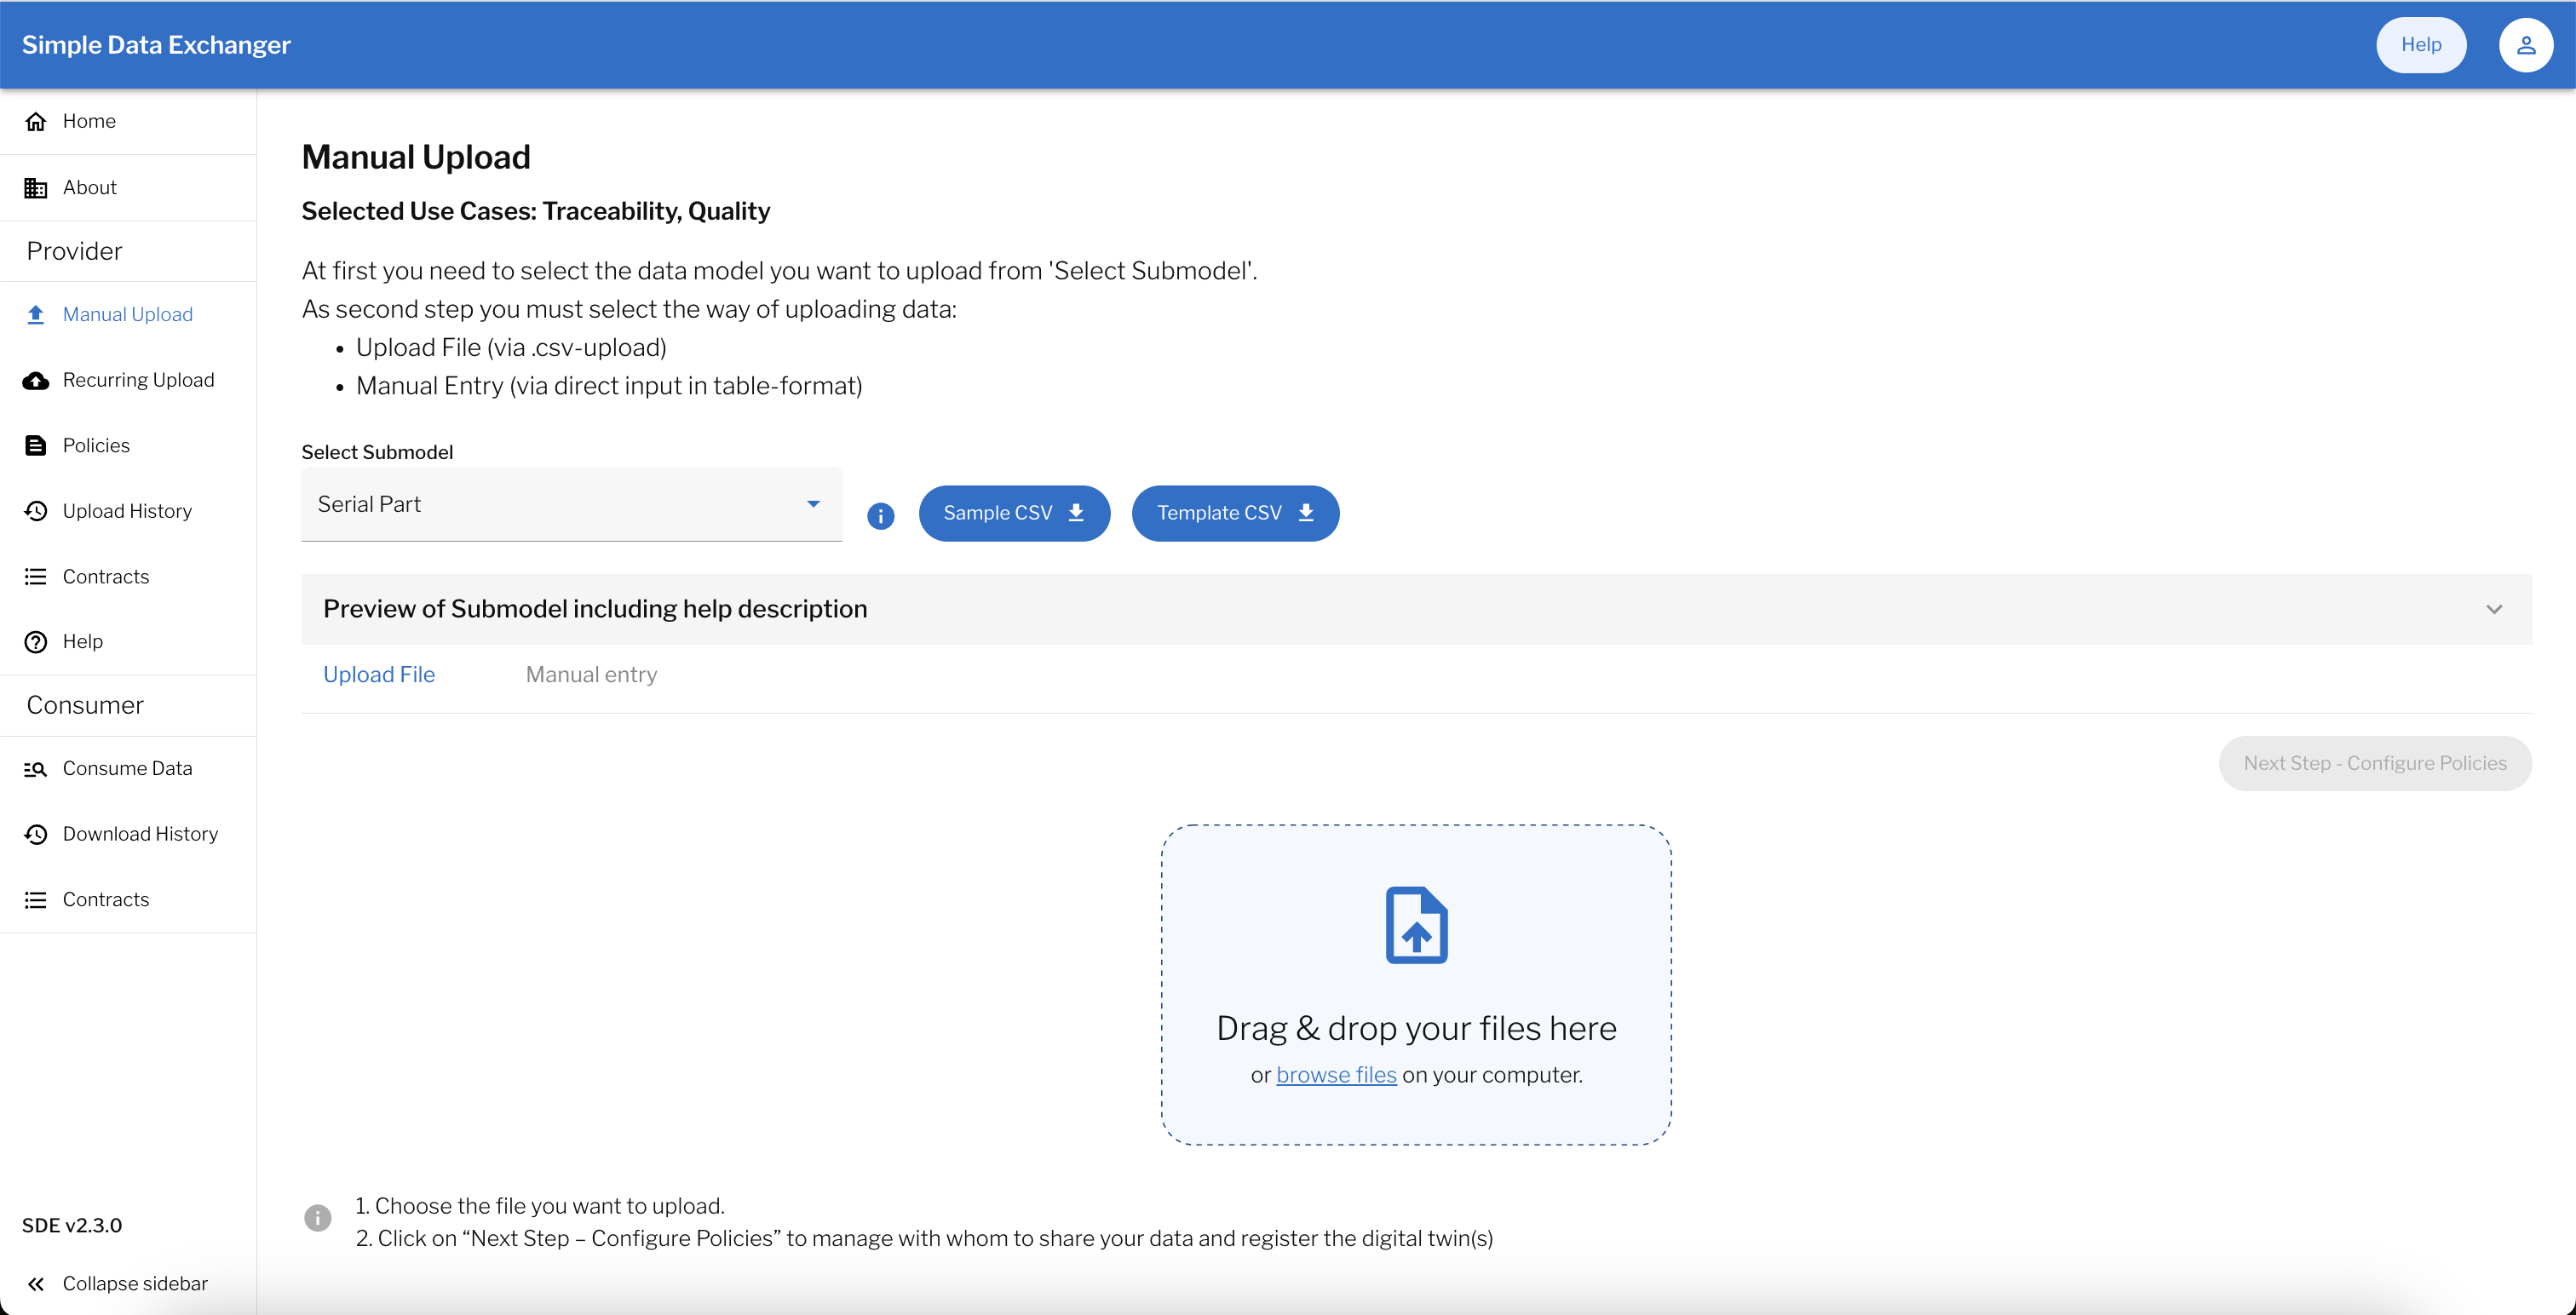 Simple Data Exchanger
Help
Home
About
Provider
Manual Upload
Recurring Upload
Policies
Upload History
Contracts
Help
Consumer
Consume Data
Download History
Contracts
SDE v2.3.0
Collapse sidebar
Manual Upload
Selected Use Cases: Traceability, Quality
At first you need to select the data model you want to upload from 'Select Submodel'.
As second step you must select the way of uploading data:
• Upload File (via .csv-upload)
• Manual Entry (via direct input in table-format)
Select Submodel
Serial Part
Sample CSV
Template CSV
Preview of Submodel including help description
Upload File
Manual entry
Next Step - Configure Policies
Drag & drop your files here
or browse files on your computer.
1. Choose the file you want to upload.
2. Click on “Next Step – Configure Policies” to manage with whom to share your data and register the digital twin(s)